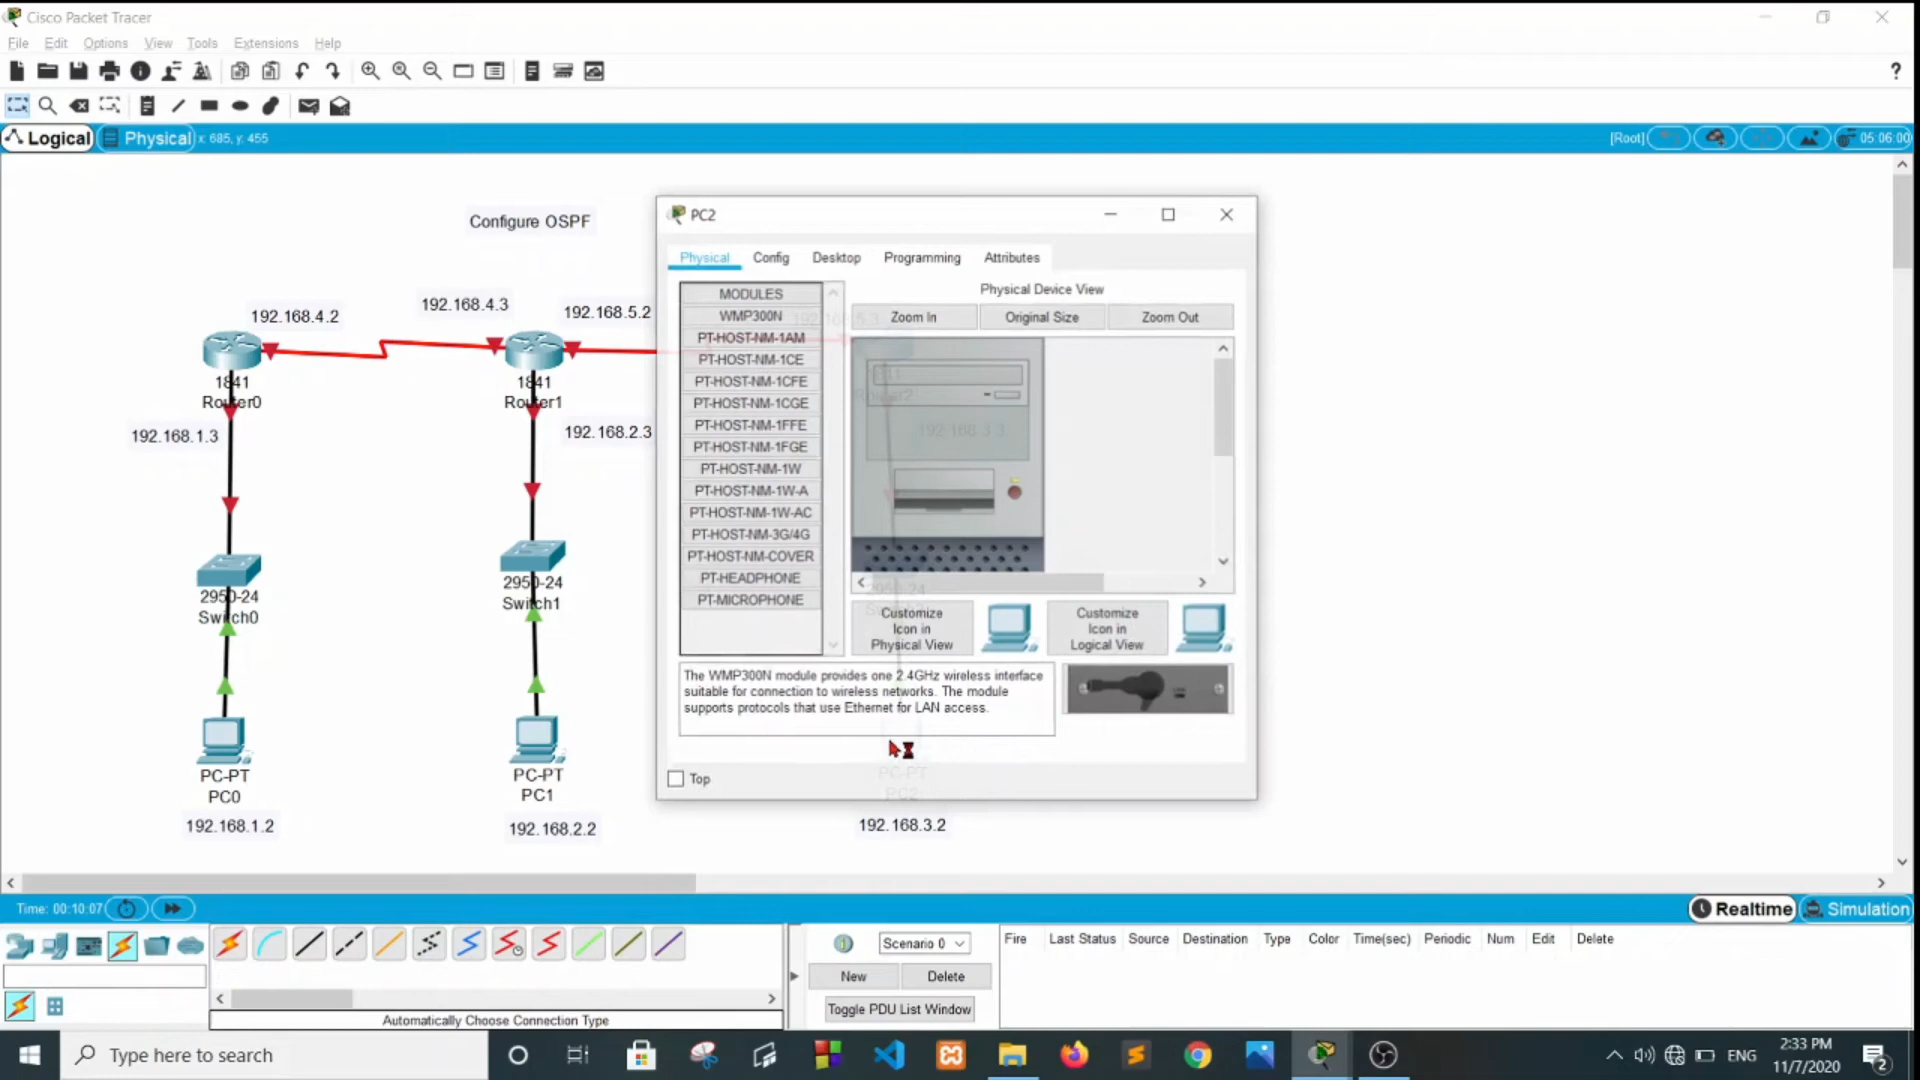 Cisco Packet Tracer
File Edit Options View Tools Extensions Help
?
Logical Physical x: 685, y: 455 [Root] 05:06:00
Configure OSPF
192.168.4.2
192.168.4.3
192.168.5.2
1841
Router0
1841
Router1
192.168.1.3
192.168.2.3
2950-24
Switch0
2950-24
Switch1
PC-PT
PC0
192.168.1.2
PC-PT
PC1
192.168.2.2
PC2
Physical Config Desktop Programming Attributes
MODULES
WMP300N
PT-HOST-NM-1AM
PT-HOST-NM-1CE
PT-HOST-NM-1CFE
PT-HOST-NM-1CGE
PT-HOST-NM-1FFE
PT-HOST-NM-1FGE
PT-HOST-NM-1W
PT-HOST-NM-1W-A
PT-HOST-NM-1W-AC
PT-HOST-NM-3G/4G
PT-HOST-NM-COVER
PT-HEADPHONE
PT-MICROPHONE
Physical Device View
Zoom In Original Size Zoom Out
192.168.3.3
Customize
Icon in
Physical View
Customize
Icon in
Logical View
The WMP300N module provides one 2.4GHz wireless interface
suitable for connection to wireless networks. The module
supports protocols that use Ethernet for LAN access.
PC-PT
PC2
Top
192.168.3.2
Time: 00:10:07 Realtime Simulation
Scenario 0
New Delete
Toggle PDU List Window
Fire Last Status Source Destination Type Color Time(sec) Periodic Num Edit Delete
Automatically Choose Connection Type
Type here to search
ENG
2:33 PM
11/7/2020
2